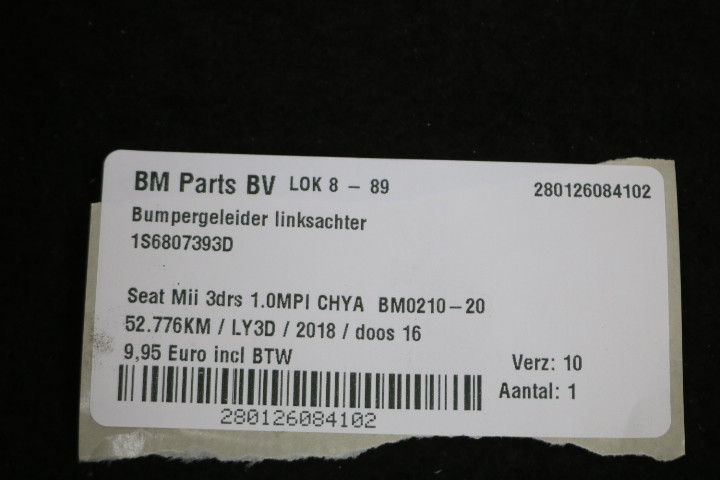 BM Parts BV LOK 8 - 89 280126084102
Bumpergeleider linksachter
1S6807393D
Seat Mii 3drs 1.0MPI CHYA BM0210-20
52.776KM / LY3D / 2018 / doos 16
9,95 Euro incl BTW Verz: 10
Aantal: 1
280126084102